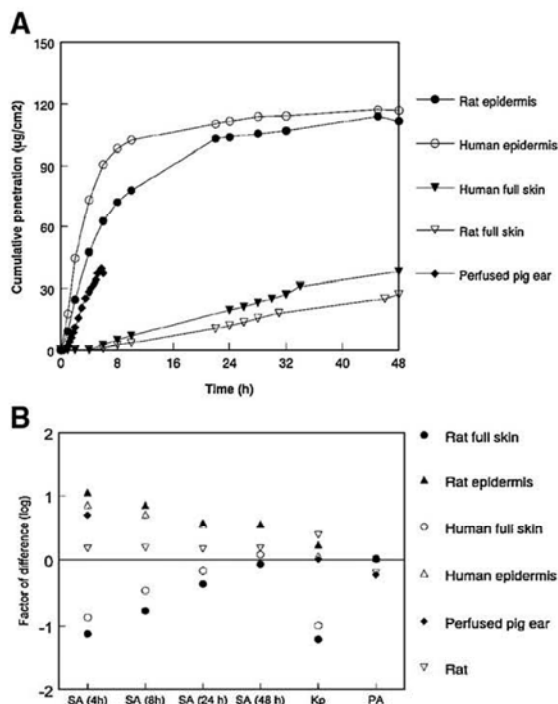 A
150
120
90
60
30
0
Cumulative penetration (µg/cm2)
0 8 16 24 32 40 48
Time (h)
Rat epidermis
Human epidermis
Human full skin
Rat full skin
Perfused pig ear
B
2
1
0
-1
-2
Factor of difference (log)
SA (4h) SA (8h) SA (24 h) SA (48 h) Kp PA
Rat full skin
Rat epidermis
Human full skin
Human epidermis
Perfused pig ear
Rat